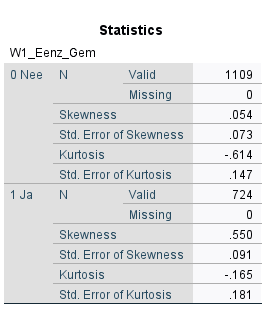 Statistics
W1_Eenz_Gem
0 Nee N Valid 1109
Missing 0
Skewness .054
Std. Error of Skewness .073
Kurtosis -.614
Std. Error of Kurtosis .147
1 Ja N Valid 724
Missing 0
Skewness .550
Std. Error of Skewness .091
Kurtosis -.165
Std. Error of Kurtosis .181